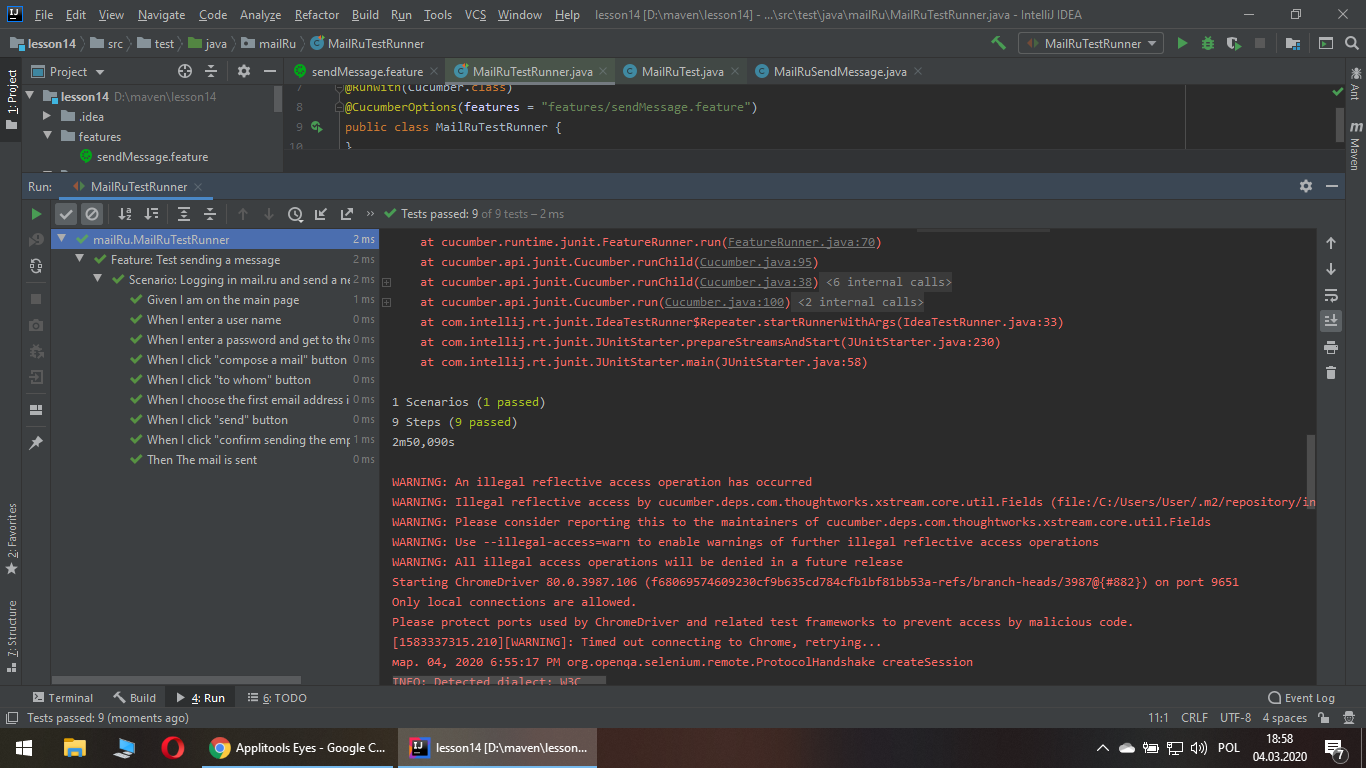 File Edit View Navigate Code Analyze Refactor Build Run Tools VCS Window Help lesson14 [D:\maven\lesson14] - ...\src\test\java\mailRu\MailRuTestRunner.java - IntelliJ IDEA
lesson14 src test java mailRu MailRuTestRunner MailRuTestRunner
1: Project
Project
sendMessage.feature MailRuTestRunner.java MailRuTest.java MailRuSendMessage.java
lesson14 D:\maven\lesson14
.idea
features
sendMessage.feature
7 @RunWith(Cucumber.class)
8 @CucumberOptions(features = "features/sendMessage.feature")
9 public class MailRuTestRunner {
10 }
Ant
Maven
Run: MailRuTestRunner
Tests passed: 9 of 9 tests – 2 ms
mailRu.MailRuTestRunner 2 ms
Feature: Test sending a message 2 ms
Scenario: Logging in mail.ru and send a ne 2 ms
Given I am on the main page 1 ms
When I enter a user name 0 ms
When I enter a password and get to the 0 ms
When I click "compose a mail" button 0 ms
When I click "to whom" button 0 ms
When I choose the first email address i 0 ms
When I click "send" button 0 ms
When I click "confirm sending the emp 1 ms
Then The mail is sent 0 ms
at cucumber.runtime.junit.FeatureRunner.run(FeatureRunner.java:70)
at cucumber.api.junit.Cucumber.runChild(Cucumber.java:95)
at cucumber.api.junit.Cucumber.runChild(Cucumber.java:38) <6 internal calls>
at cucumber.api.junit.Cucumber.run(Cucumber.java:100) <2 internal calls>
at com.intellij.rt.junit.IdeaTestRunner$Repeater.startRunnerWithArgs(IdeaTestRunner.java:33)
at com.intellij.rt.junit.JUnitStarter.prepareStreamsAndStart(JUnitStarter.java:230)
at com.intellij.rt.junit.JUnitStarter.main(JUnitStarter.java:58)
1 Scenarios (1 passed)
9 Steps (9 passed)
2m50,090s
WARNING: An illegal reflective access operation has occurred
WARNING: Illegal reflective access by cucumber.deps.com.thoughtworks.xstream.core.util.Fields (file:/C:/Users/User/.m2/repository/in
WARNING: Please consider reporting this to the maintainers of cucumber.deps.com.thoughtworks.xstream.core.util.Fields
WARNING: Use --illegal-access=warn to enable warnings of further illegal reflective access operations
WARNING: All illegal access operations will be denied in a future release
Starting ChromeDriver 80.0.3987.106 (f68069574609230cf9b635cd784cfb1bf81bb53a-refs/branch-heads/3987@{#882}) on port 9651
Only local connections are allowed.
Please protect ports used by ChromeDriver and related test frameworks to prevent access by malicious code.
[1583337315.210][WARNING]: Timed out connecting to Chrome, retrying...
мар. 04, 2020 6:55:17 PM org.openqa.selenium.remote.ProtocolHandshake createSession
INFO: Detected dialect: W3C
2: Favorites
7: Structure
Terminal Build 4: Run 6: TODO Event Log
Tests passed: 9 (moments ago) 11:1 CRLF UTF-8 4 spaces
Applitools Eyes - Google C... lesson14 [D:\maven\lesson... POL 18:58
04.03.2020 7